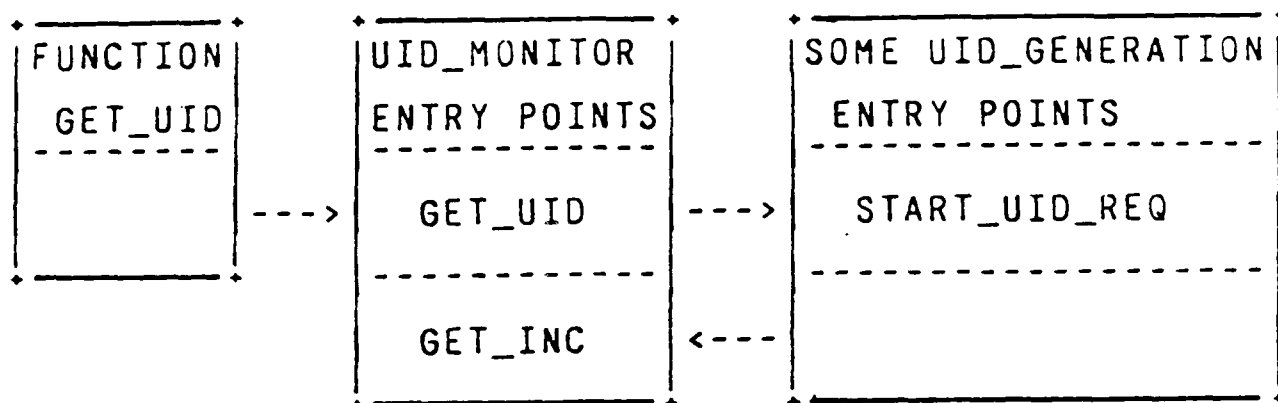 FUNCTION
GET_UID
UID_MONITOR
ENTRY POINTS
GET_UID
GET_INC
SOME UID_GENERATION
ENTRY POINTS
START_UID_REQ